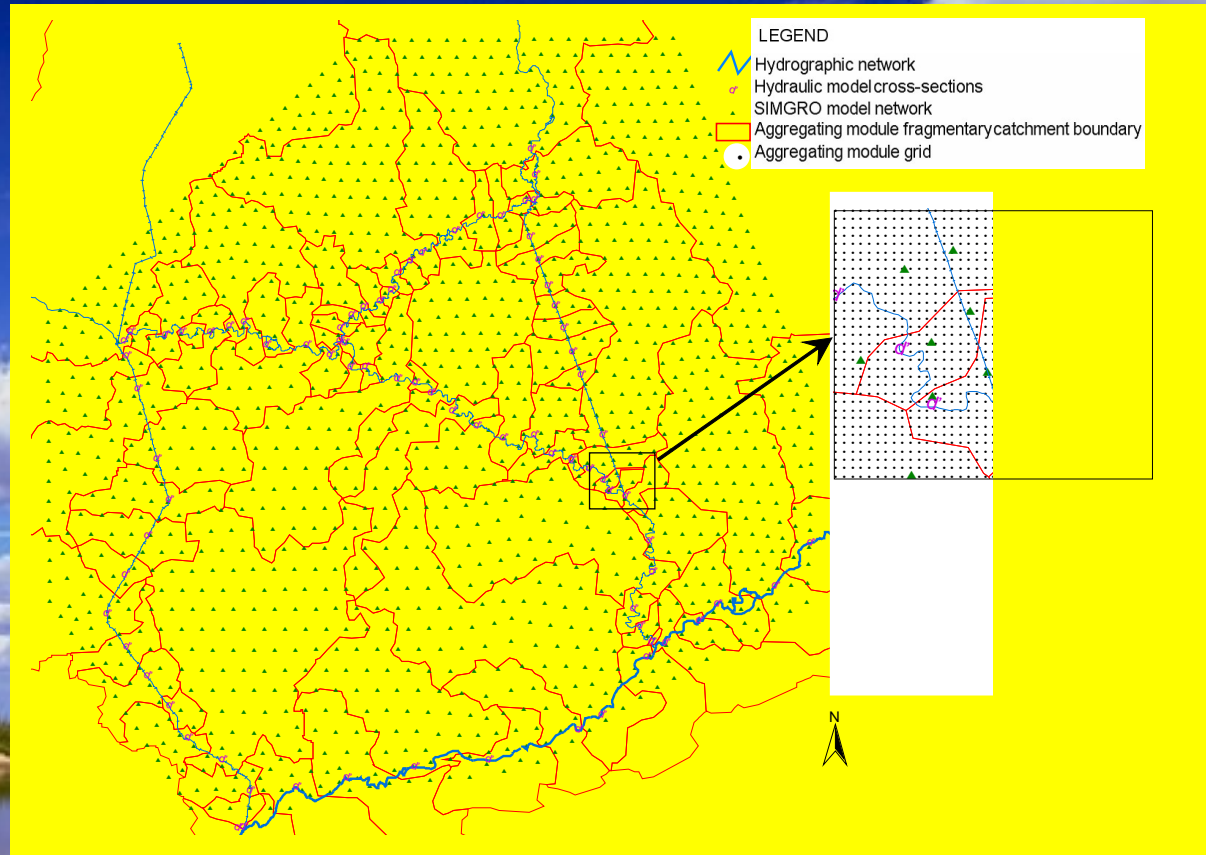 LEGEND
Hydrographic network
Hydraulic model cross-sections
SIMGRO model network
Aggregating module fragmentary catchment boundary
Aggregating module grid
N